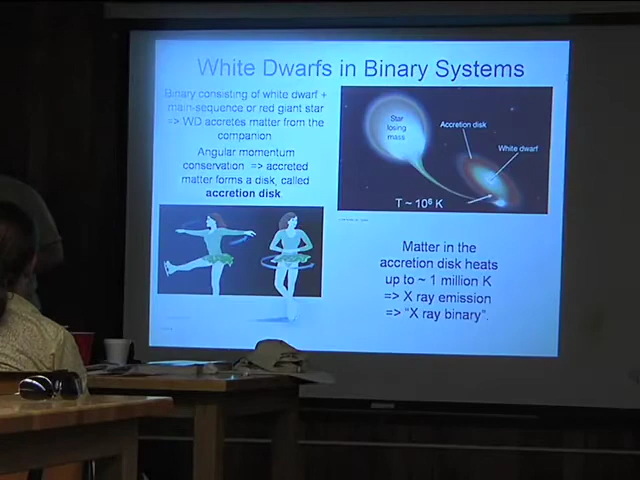 White Dwarfs in Binary Systems
Binary consisting of white dwarf +
main-sequence or red giant star
=> WD accretes matter from the
companion
Angular momentum
conservation => accreted
matter forms a disk, called
accretion disk.
Star
losing
mass
Accretion disk
White dwarf
T ~ 10⁶ K
Matter in the
accretion disk heats
up to ~ 1 million K
=> X ray emission
=> "X ray binary".